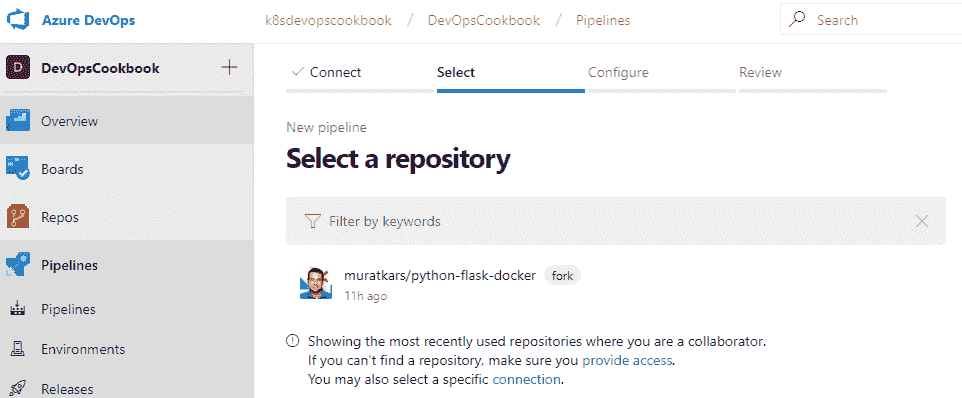 Azure DevOps
k8sdevopscookbook / DevOpsCookbook / Pipelines
Search
D DevOpsCookbook
Connect Select Configure Review
Overview
Boards
Repos
Pipelines
Pipelines
Environments
Releases
New pipeline
Select a repository
Filter by keywords
muratkars/python-flask-docker fork
11h ago
Showing the most recently used repositories where you are a collaborator.
If you can't find a repository, make sure you provide access.
You may also select a specific connection.